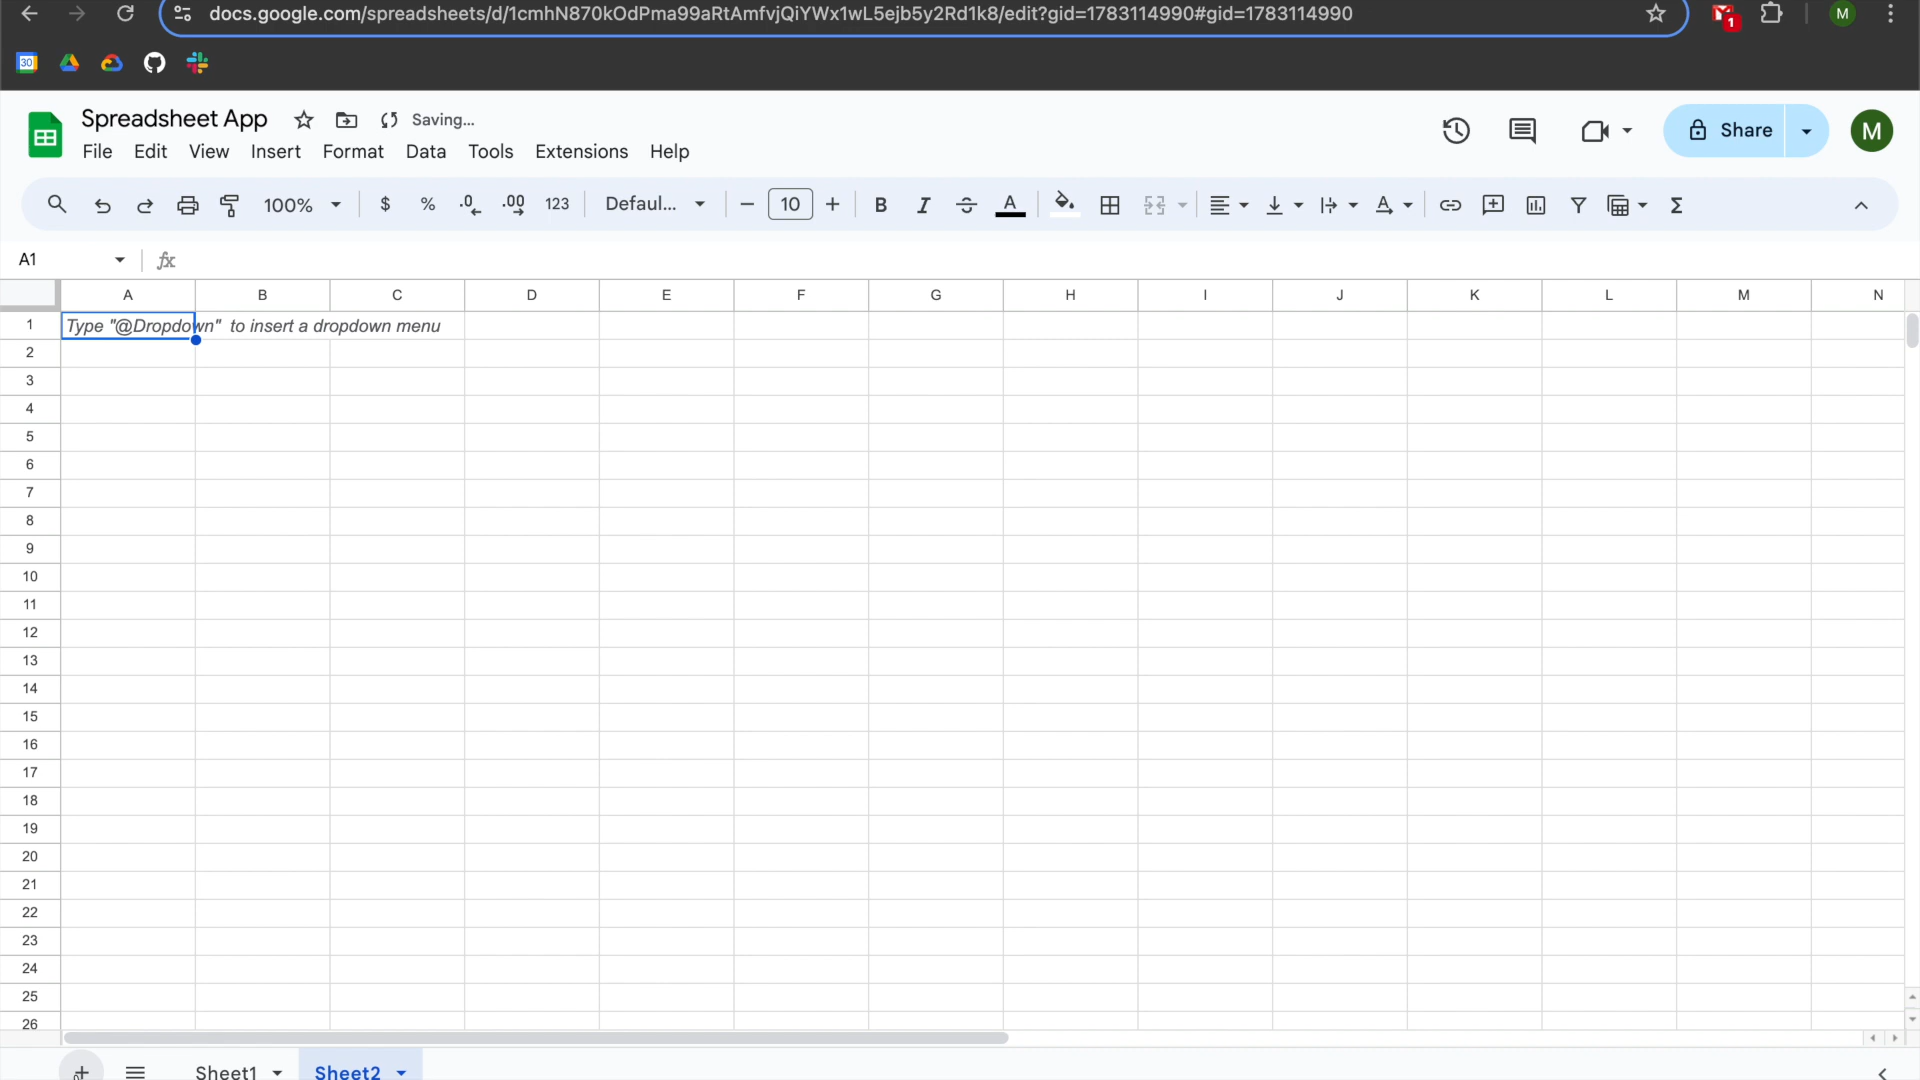 docs.google.com/spreadsheets/d/1cmhN870kOdPma99aRtAmfvjQiYWx1wL5ejb5y2Rd1k8/edit?gid=1783114990#gid=1783114990
1
M
30
Spreadsheet App
Saving...
File Edit View Insert Format Data Tools Extensions Help
Share
M
100% $ % .0 .00 123 Defaul... 10 B I A Σ
A1 fx
A B C D E F G H I J K L M N
1 Type "@Dropdown" to insert a dropdown menu
2
3
4
5
6
7
8
9
10
11
12
13
14
15
16
17
18
19
20
21
22
23
24
25
26
Sheet1 Sheet2